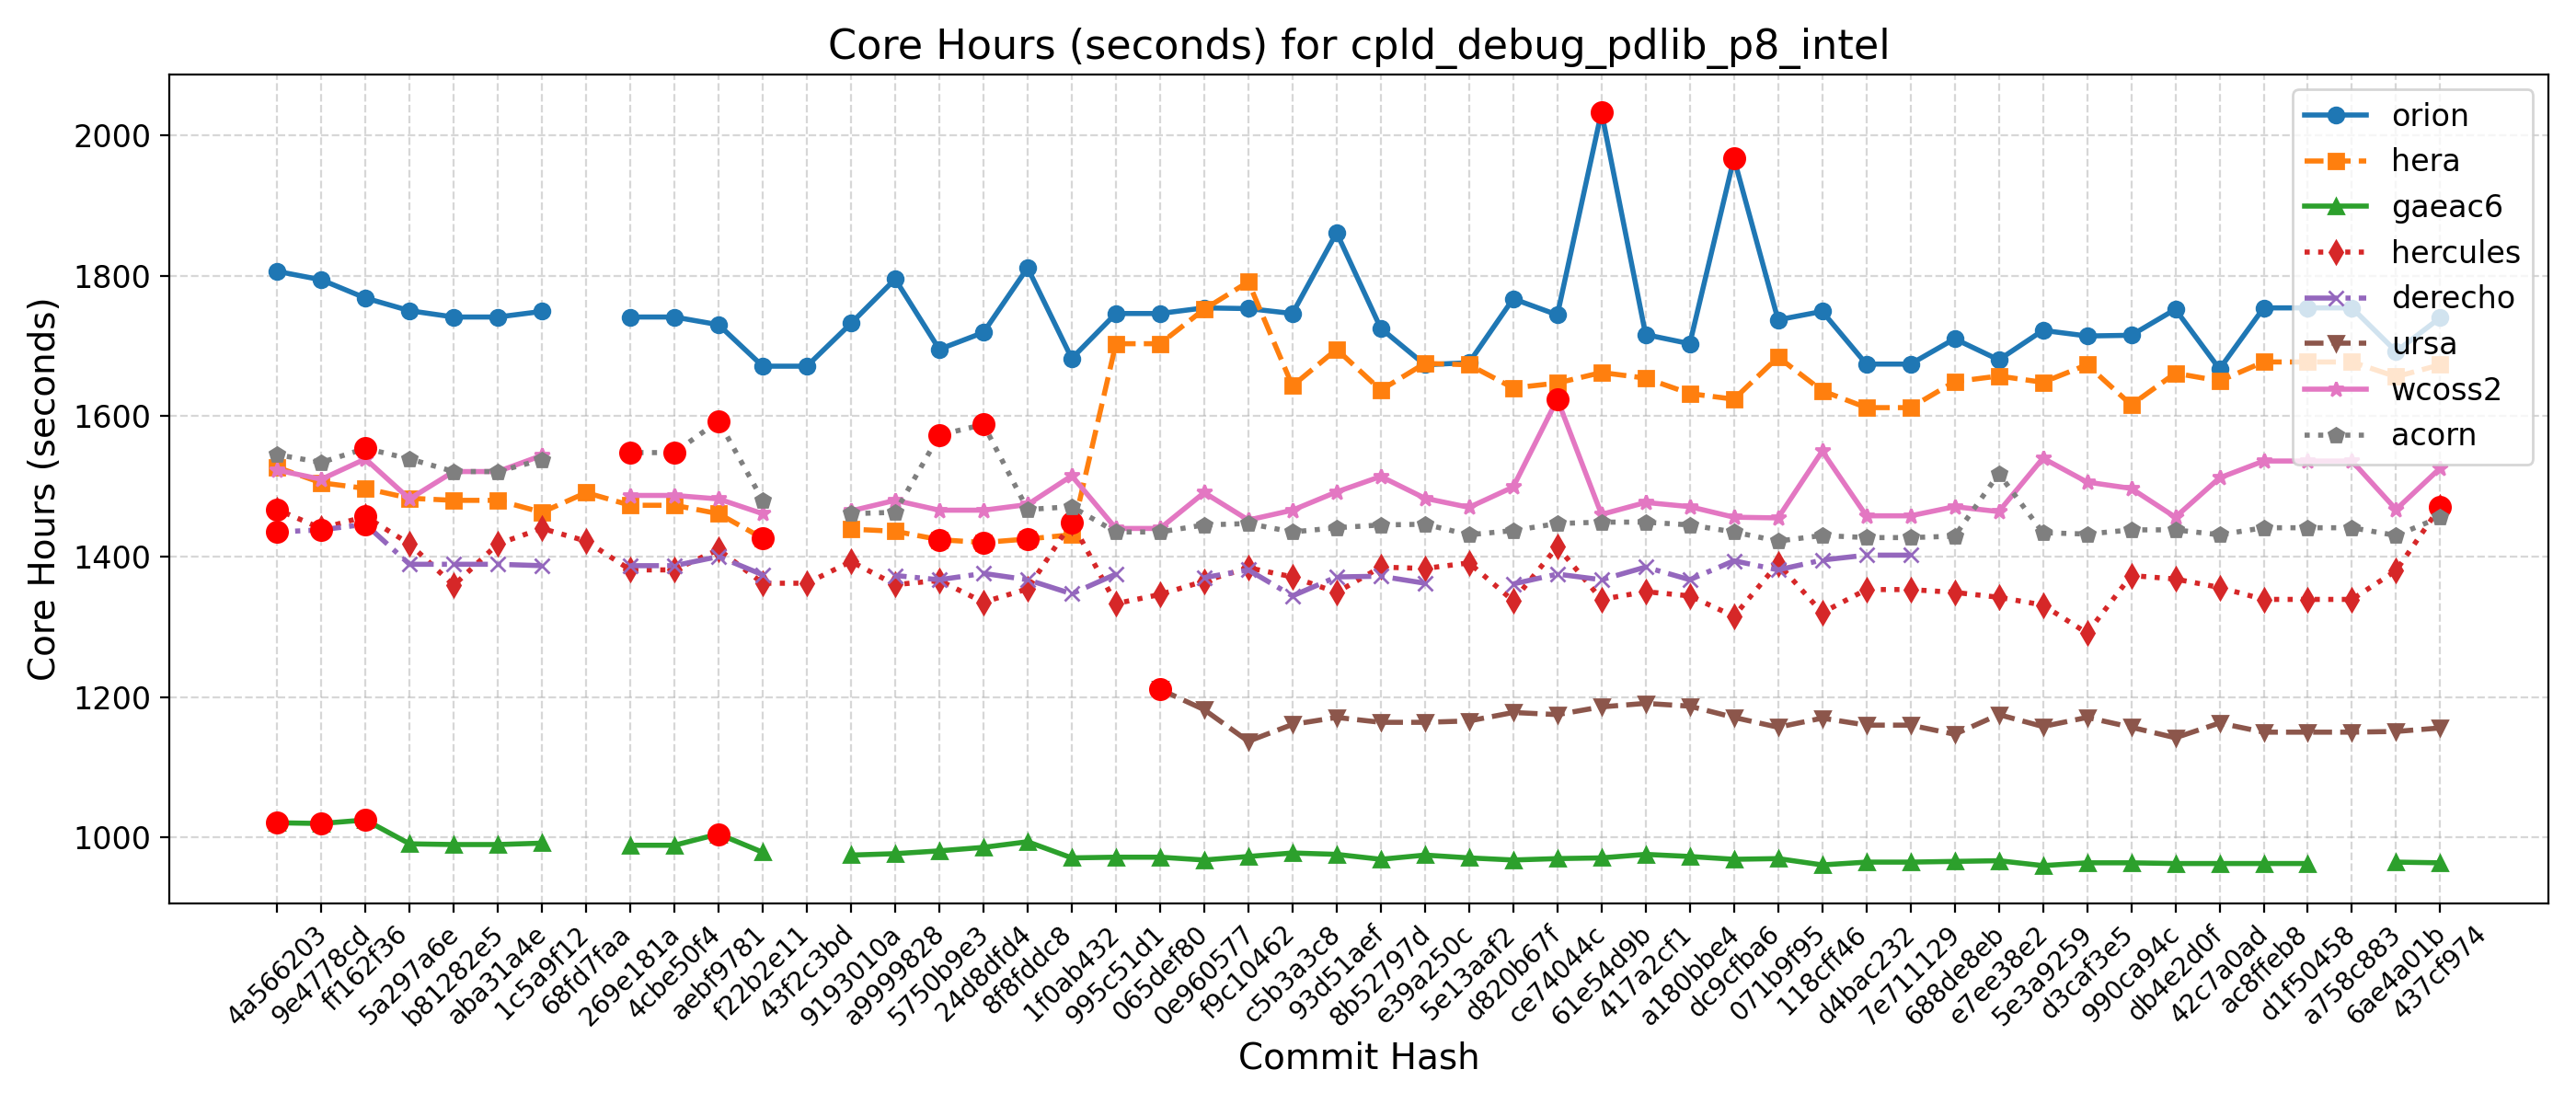 Core Hours (seconds) for cpld_debug_pdlib_p8_intel
Core Hours (seconds)
2000
1800
1600
1400
1200
1000
orion
hera
gaeac6
hercules
derecho
ursa
wcoss2
acorn
4a566203
9e4778cd
ff162f36
5a297a6e
b81282e5
aba31a4e
1c5a9f12
68fd7faa
269e181a
4cbe50f4
aebf9781
f22b2e11
43f2c3bd
9193010a
a9999828
5750b9e3
24d8dfd4
8f8fddc8
1f0ab432
995c51d1
065def80
0e960577
f9c10462
c5b3a3c8
93d51aef
8b52797d
e39a250c
5e13aaf2
d820b67f
ce74044c
61e54d9b
417a2cf1
a180bbe4
dc9cfba6
071b9f95
118cff46
d4bac232
7e711129
688de8eb
e7ee38e2
5e3a9259
d3caf3e5
990ca94c
db4e2d0f
42c7a0ad
ac8ffeb8
d1f50458
a758c883
6ae4a01b
437cf974
Commit Hash